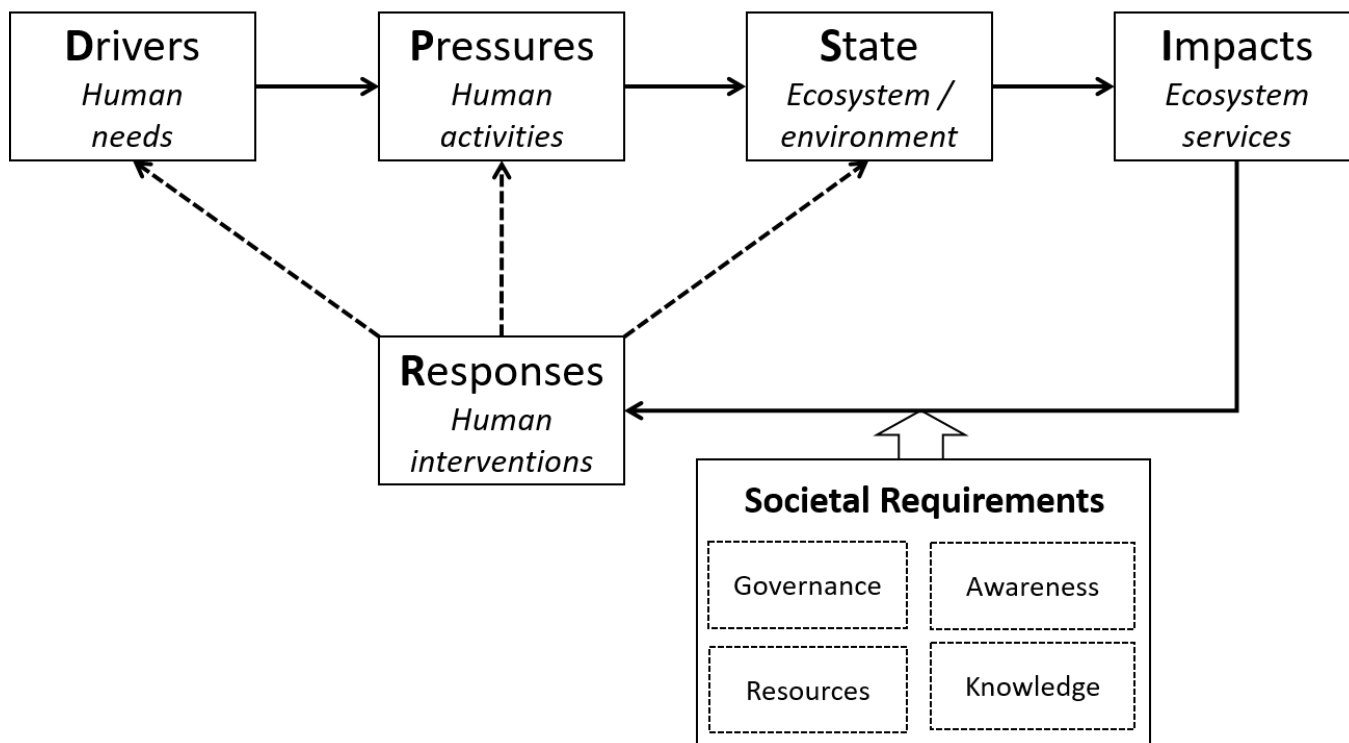 Drivers
Human
needs
Pressures
Human
activities
State
Ecosystem /
environment
Impacts
Ecosystem
services
Responses
Human
interventions
Societal Requirements
Governance
Awareness
Resources
Knowledge